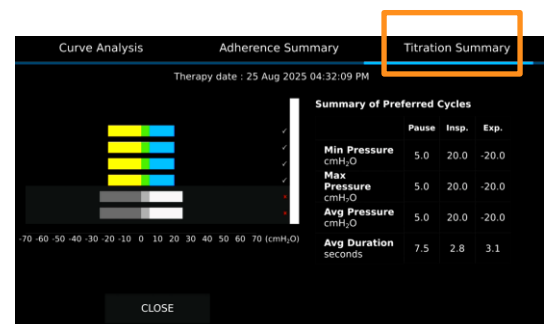 Curve Analysis Adherence Summary Titration Summary
Therapy date : 25 Aug 2025 04:32:09 PM
Summary of Preferred Cycles
Pause Insp. Exp.
Min Pressure cmH₂O 5.0 20.0 -20.0
Max Pressure cmH₂O 5.0 20.0 -20.0
Avg Pressure cmH₂O 5.0 20.0 -20.0
Avg Duration seconds 7.5 2.8 3.1
-70 -60 -50 -40 -30 -20 -10 0 10 20 30 40 50 60 70 (cmH₂O)
CLOSE